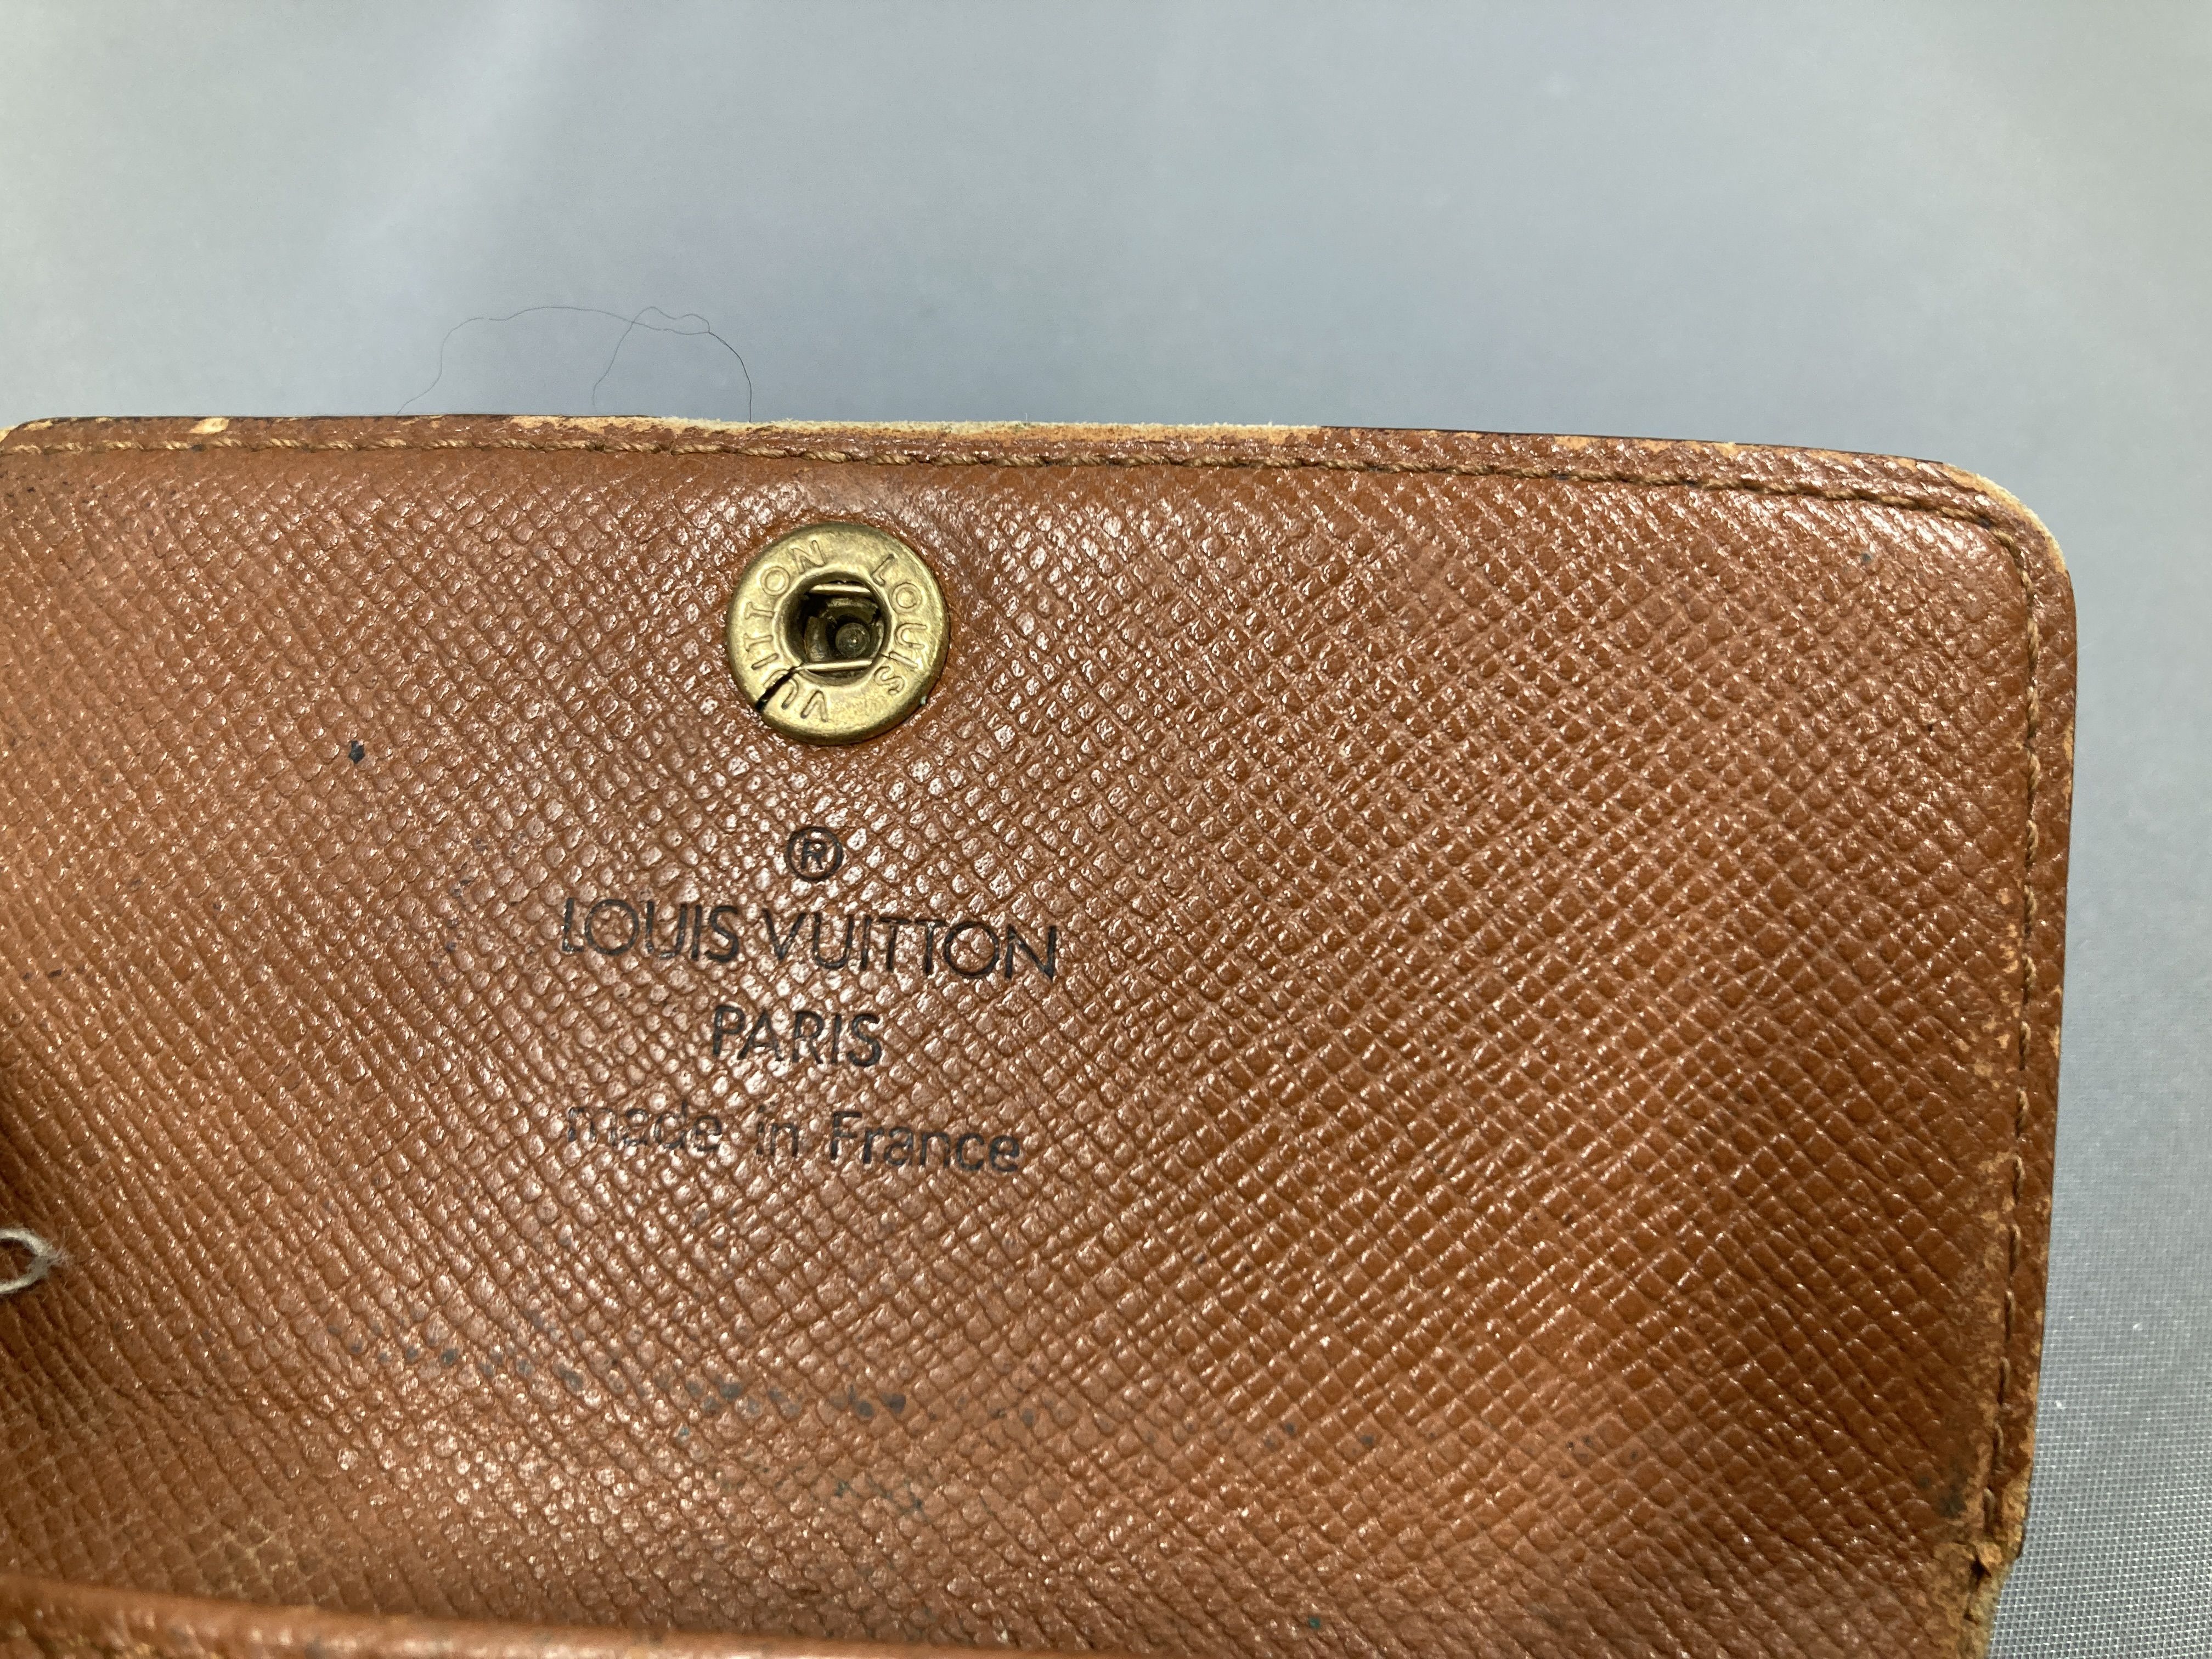 LOUIS VUITTON
®
LOUIS VUITTON
PARIS
made in France